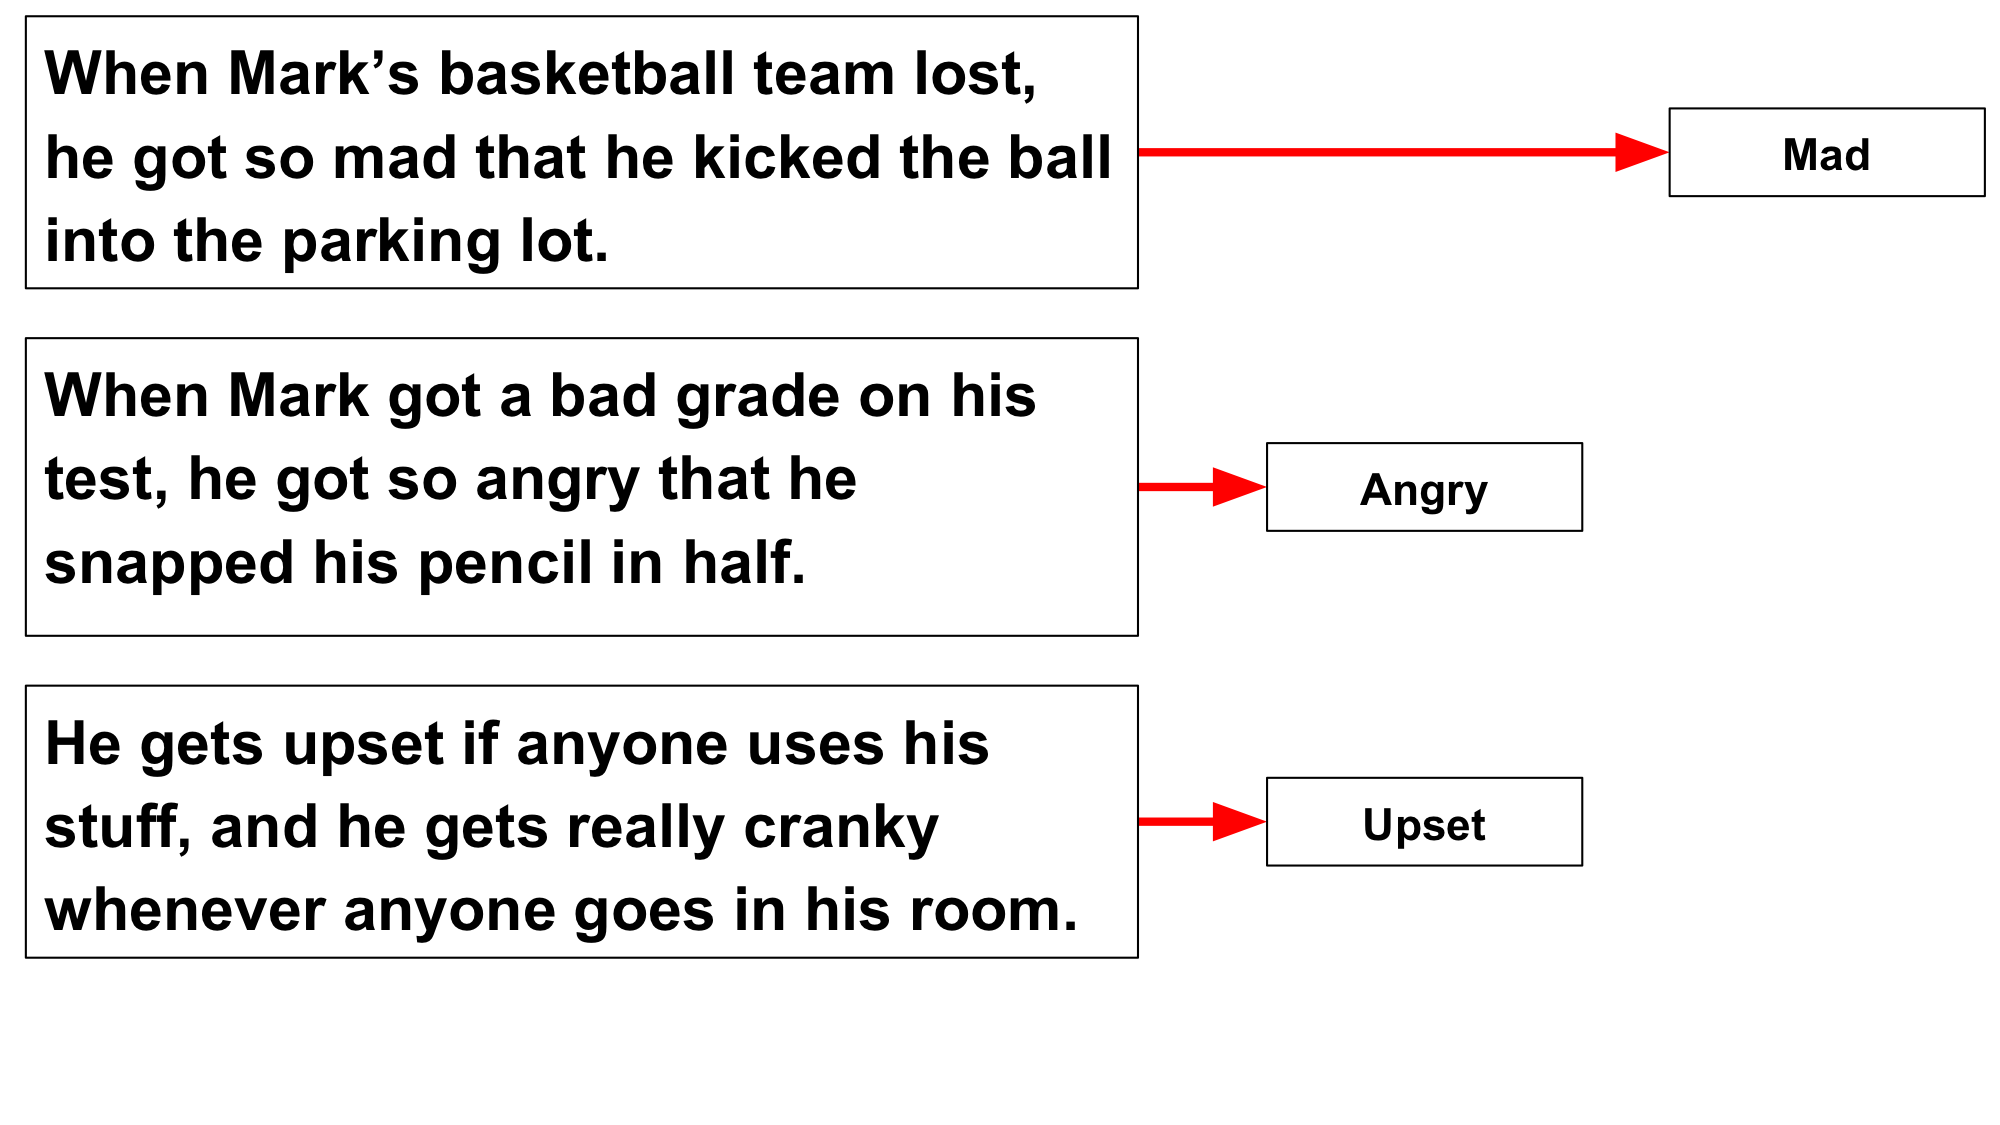 When Mark’s basketball team lost,
he got so mad that he kicked the ball
into the parking lot.
Mad
When Mark got a bad grade on his
test, he got so angry that he
snapped his pencil in half.
Angry
He gets upset if anyone uses his
stuff, and he gets really cranky
whenever anyone goes in his room.
Upset